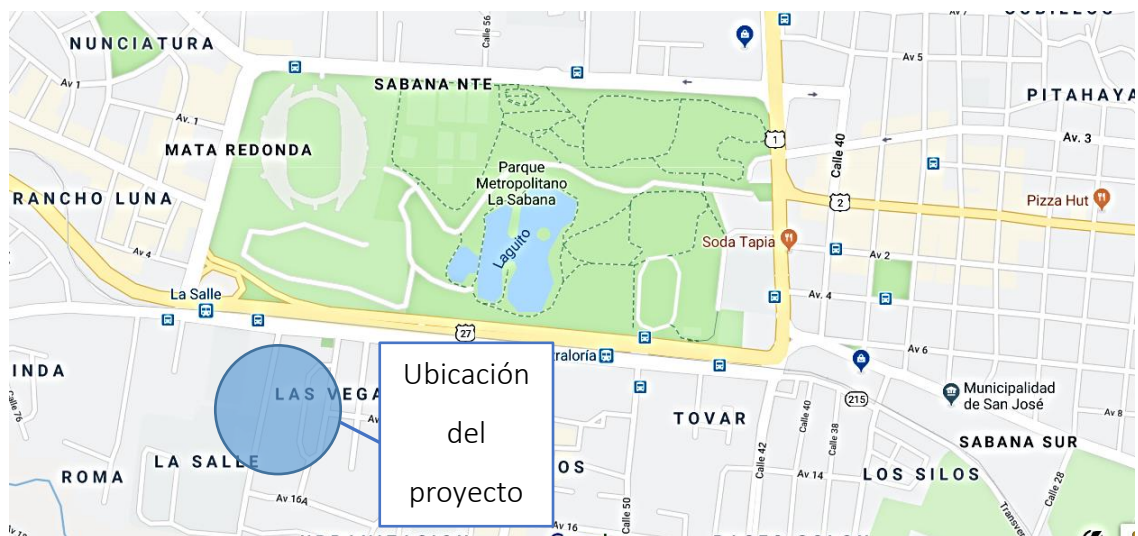 NUNCIATURA
Calle 56
Av 5
SABANA NTE
PITAHAYA
Av 1
Av. 1
1
Calle 40
Av. 3
MATA REDONDA
Parque
Metropolitano
La Sabana
RANCHO LUNA
2
Pizza Hut
Laguito
Soda Tapia
Av 2
Av 4
La Salle
Av. 4
27
Av 6
raloría
Ubicación
del
proyecto
INDA
LAS VEGA
Municipalidad
de San José
215
Calle 76
Av
TOVAR
Calle 40
Calle 38
Av 8
SABANA SUR
LA SALLE
ROMA
OS
Calle 42
Av 14
LOS SILOS
Calle 28
Av 16A
Calle 50
Av 16
Transver